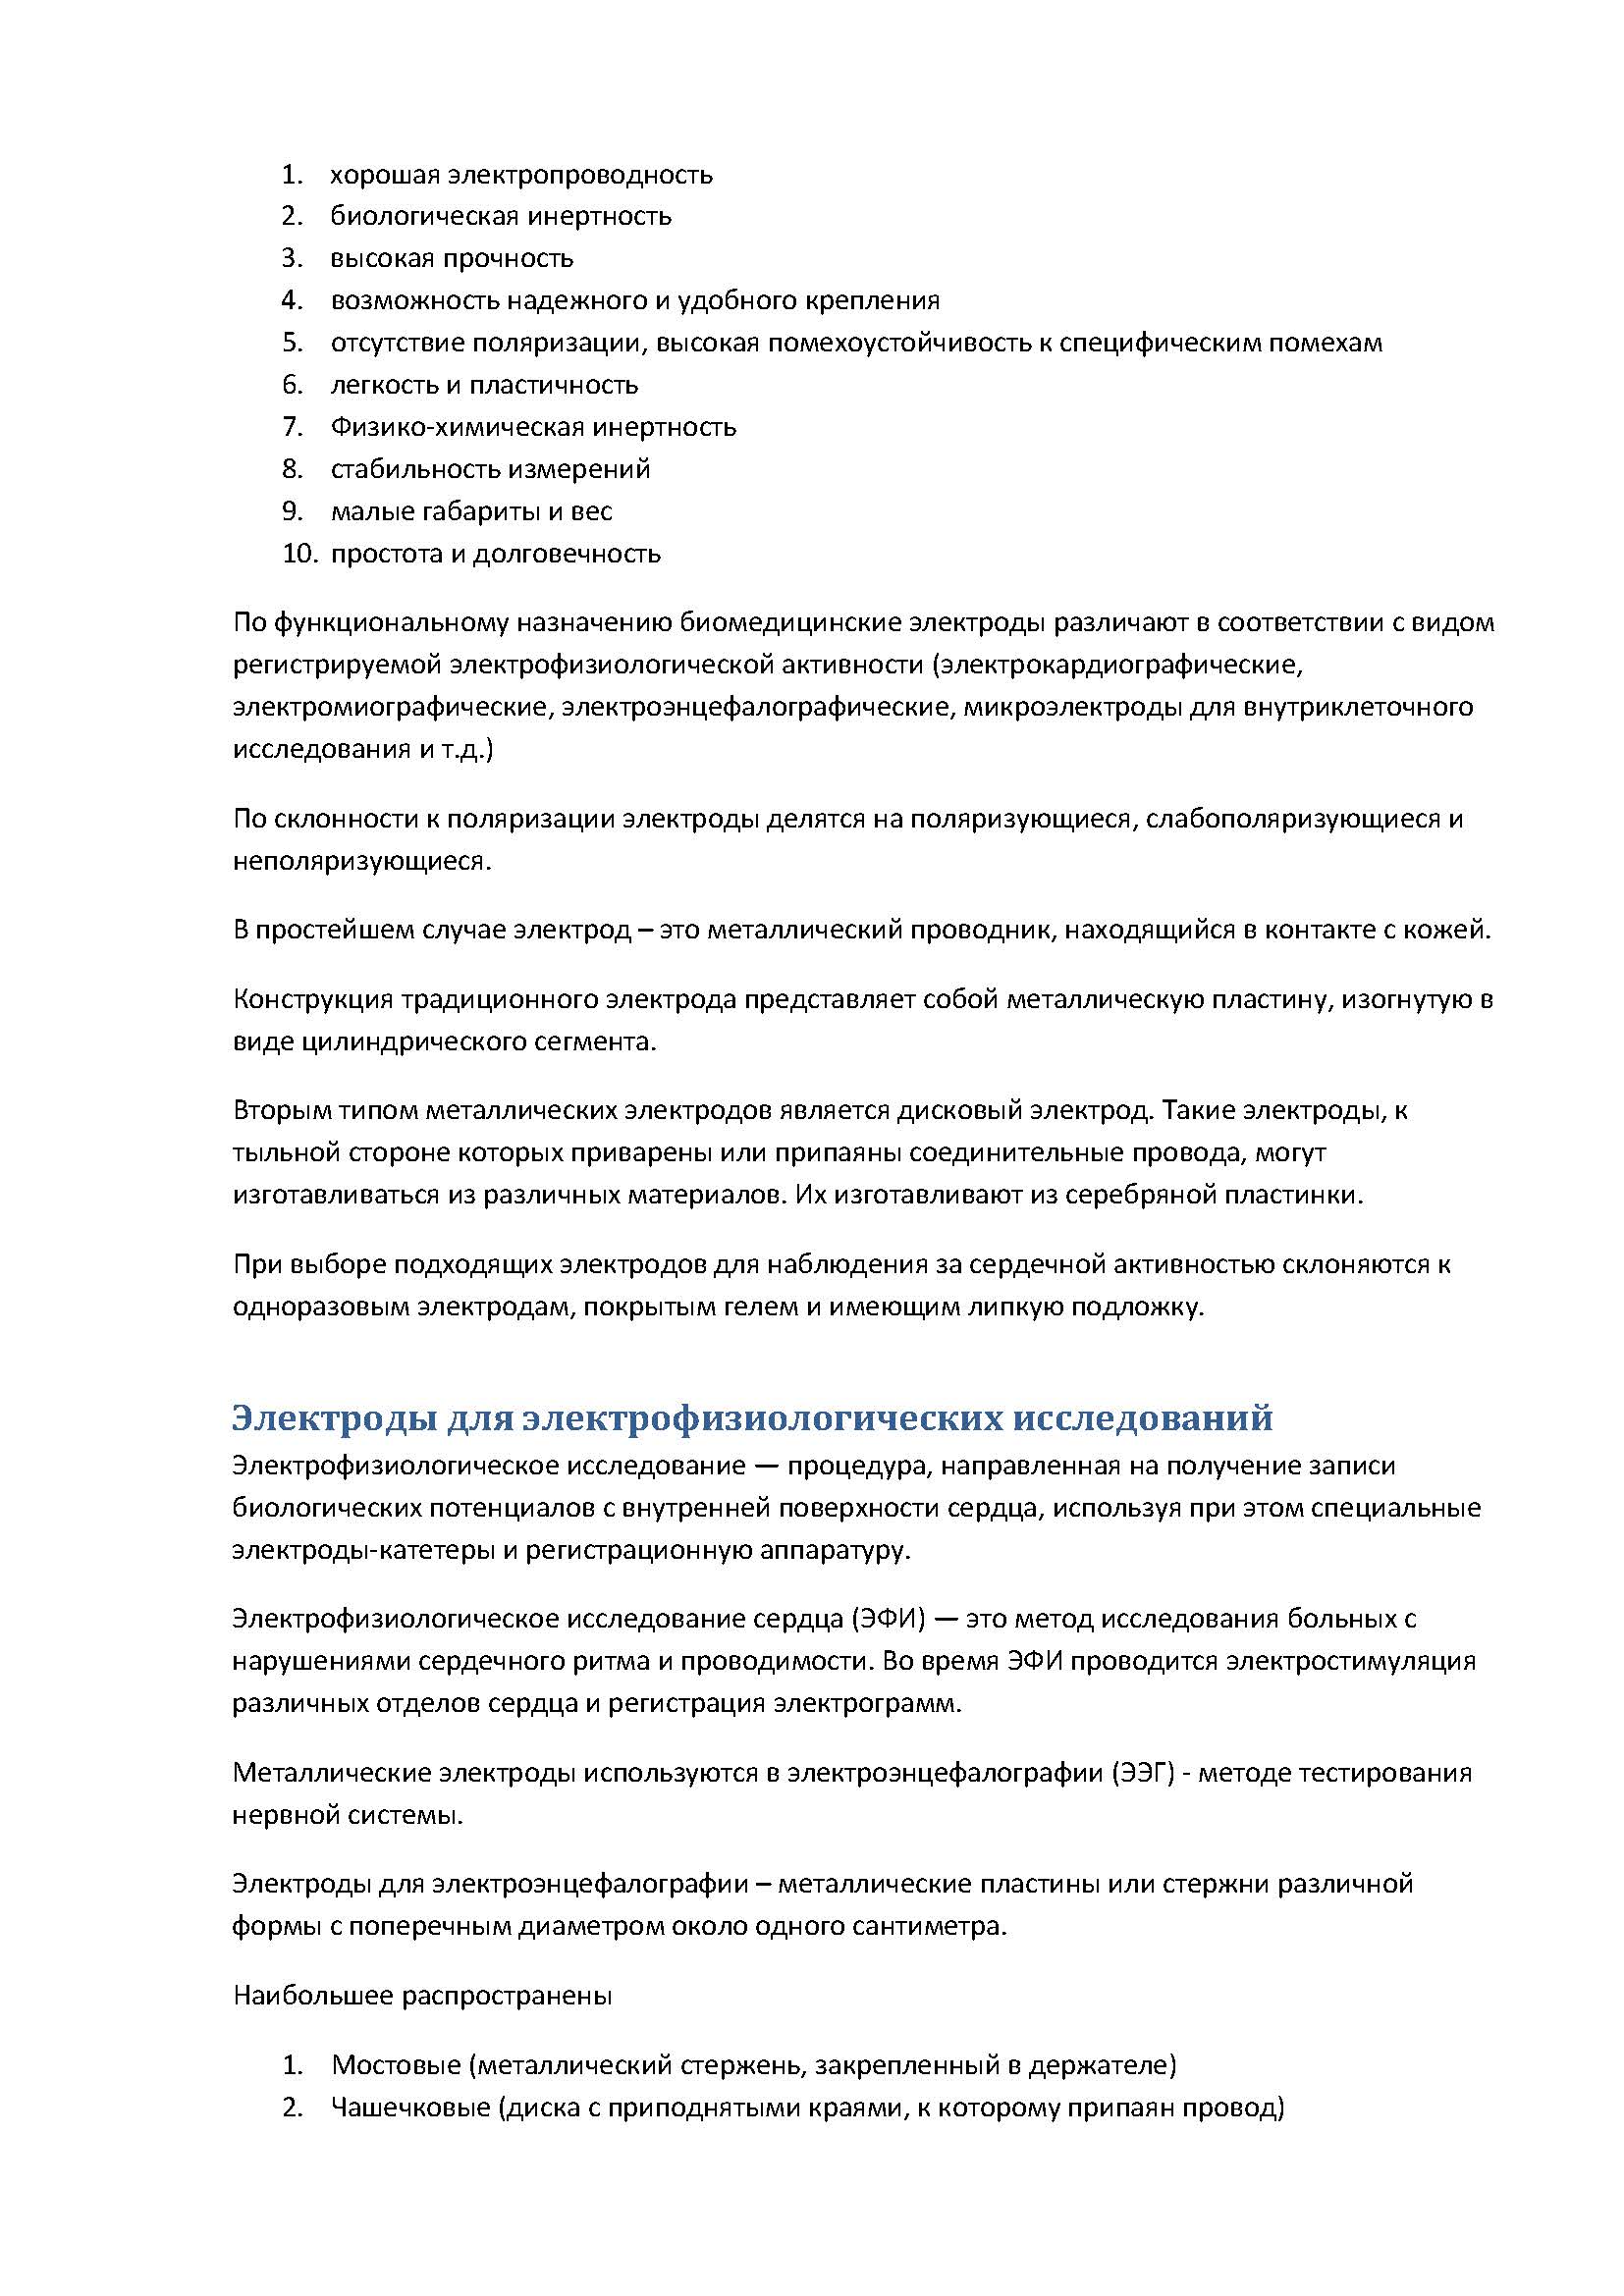 1. хорошая электропроводность
2. биологическая инертность
3. высокая прочность
4. возможность надежного и удобного крепления
5. отсутствие поляризации, высокая помехоустойчивость к специфическим помехам
6. легкость и пластичность
7. Физико-химическая инертность
8. стабильность измерений
9. малые габариты и вес
10. простота и долговечность
По функциональному назначению биомедицинские электроды различают в соответствии с видом
регистрируемой электрофизиологической активности (электрокардиографические,
электромиографические, электроэнцефалографические, микроэлектроды для внутриклеточного
исследования и т.д.)
По склонности к поляризации электроды делятся на поляризующиеся, слабополяризующиеся и
неполяризующиеся.
В простейшем случае электрод – это металлический проводник, находящийся в контакте с кожей.
Конструкция традиционного электрода представляет собой металлическую пластину, изогнутую в
виде цилиндрического сегмента.
Вторым типом металлических электродов является дисковый электрод. Такие электроды, к
тыльной стороне которых приварены или припаяны соединительные провода, могут
изготавливаться из различных материалов. Их изготавливают из серебряной пластинки.
При выборе подходящих электродов для наблюдения за сердечной активностью склоняются к
одноразовым электродам, покрытым гелем и имеющим липкую подложку.
Электроды для электрофизиологических исследований
Электрофизиологическое исследование — процедура, направленная на получение записи
биологических потенциалов с внутренней поверхности сердца, используя при этом специальные
электроды-катетеры и регистрационную аппаратуру.
Электрофизиологическое исследование сердца (ЭФИ) — это метод исследования больных с
нарушениями сердечного ритма и проводимости. Во время ЭФИ проводится электростимуляция
различных отделов сердца и регистрация электрограмм.
Металлические электроды используются в электроэнцефалографии (ЭЭГ) - методе тестирования
нервной системы.
Электроды для электроэнцефалографии – металлические пластины или стержни различной
формы с поперечным диаметром около одного сантиметра.
Наибольшее распространены
1. Мостовые (металлический стержень, закрепленный в держателе)
2. Чашечковые (диска с приподнятыми краями, к которому припаян провод)